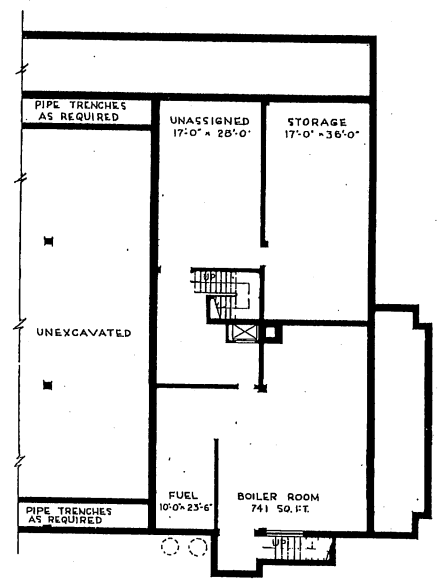 PIPE TRENCHES
AS REQUIRED
UNASSIGNED
17'-0" x 28'-0"
STORAGE
17'-0" x 38'-0"
UP
UNEXCAVATED
FUEL
10'-0" x 23'-6"
BOILER ROOM
741 SQ. FT.
PIPE TRENCHES
AS REQUIRED
UP